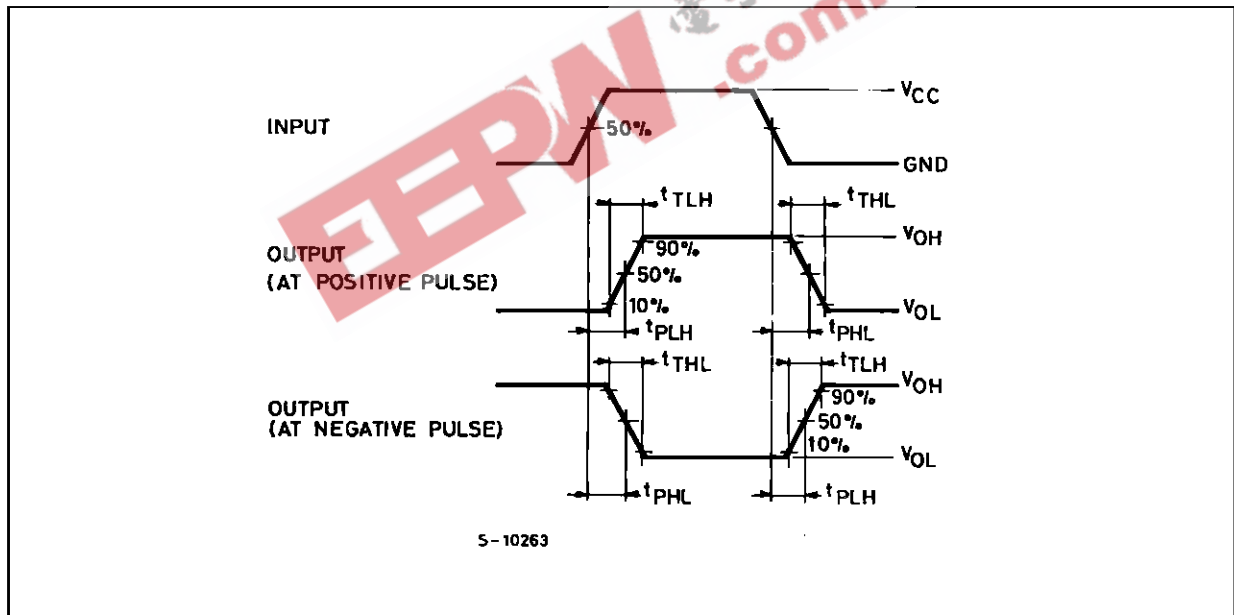 EEPW
.com
INPUT
50%
VCC
GND
tTLH
tTHL
OUTPUT
(AT POSITIVE PULSE)
90%
50%
10%
VOH
VOL
tPLH
tPHL
tTHL
tTLH
OUTPUT
(AT NEGATIVE PULSE)
VOH
90%
50%
10%
VOL
tPHL
tPLH
S-10263